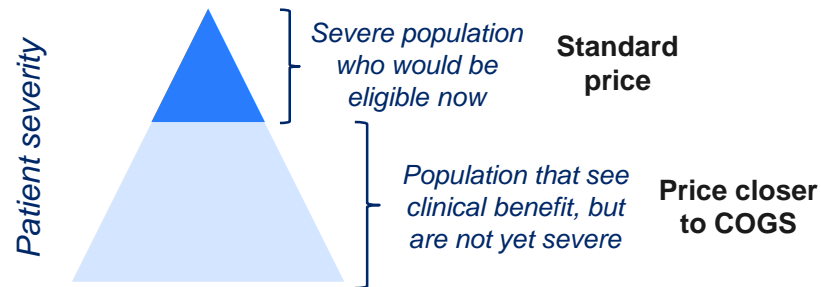 Patient severity
Severe population
who would be
eligible now
Standard
price
Population that see
clinical benefit, but
are not yet severe
Price closer
to COGS